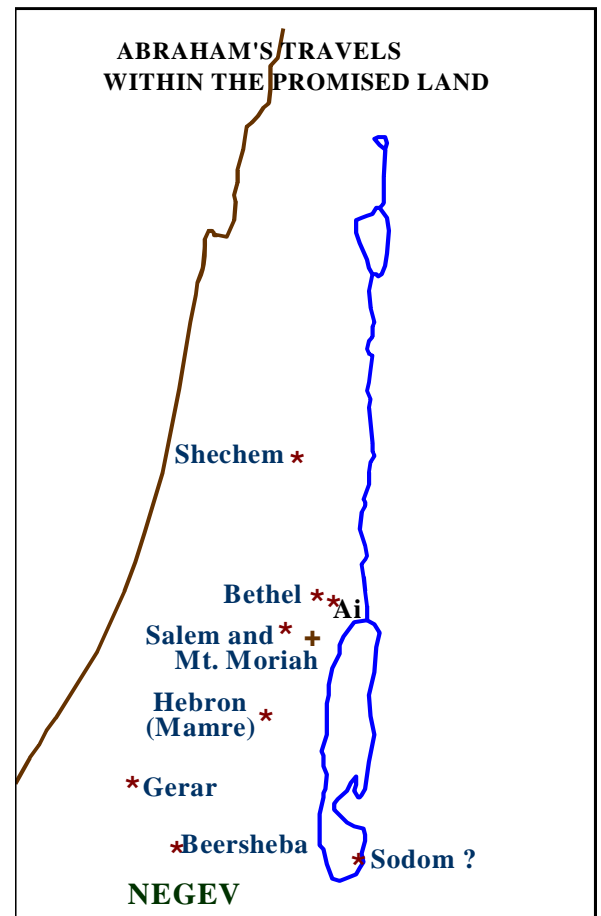 ABRAHAM'S TRAVELS
WITHIN THE PROMISED LAND
Shechem *
Bethel * *
Ai
Salem and * +
Mt. Moriah
Hebron
(Mamre) *
* Gerar
* Beersheba
* Sodom ?
NEGEV